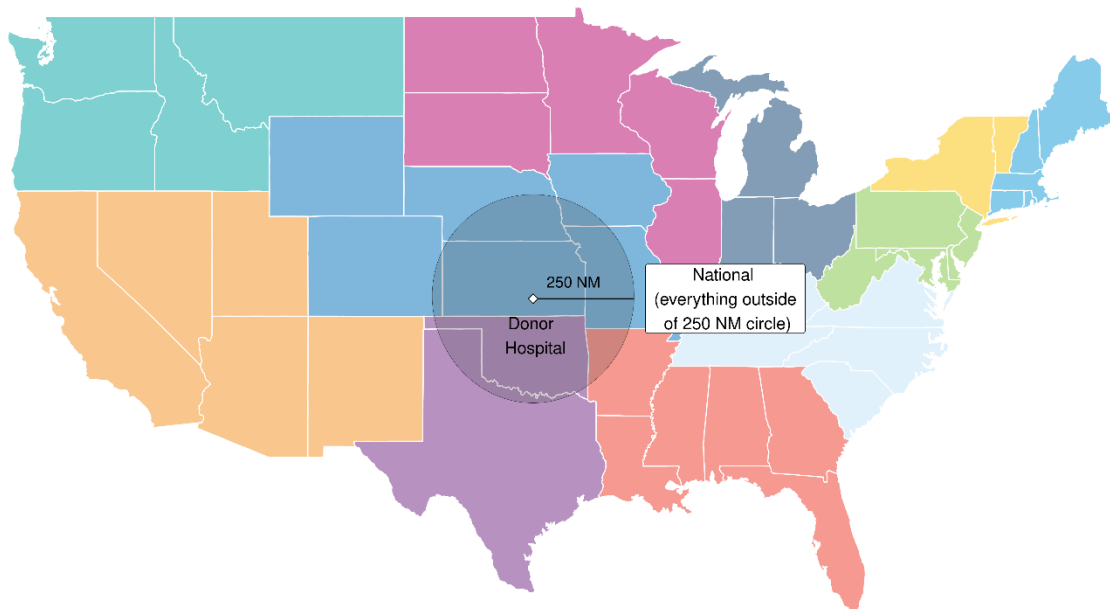 250 NM
Donor
Hospital
National
(everything outside
of 250 NM circle)